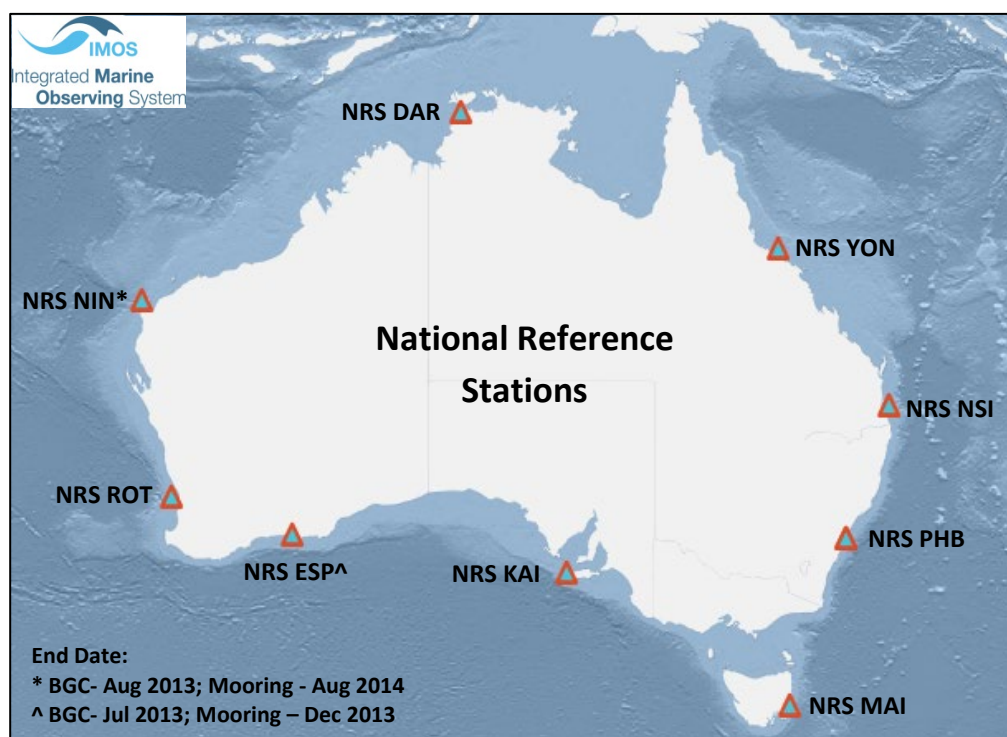 IMOS
Integrated Marine
Observing System
NRS DAR
NRS YON
NRS NIN*
National Reference
Stations
NRS NSI
NRS ROT
NRS PHB
NRS ESP^
NRS KAI
End Date:
* BGC- Aug 2013; Mooring - Aug 2014
^ BGC- Jul 2013; Mooring – Dec 2013
NRS MAI